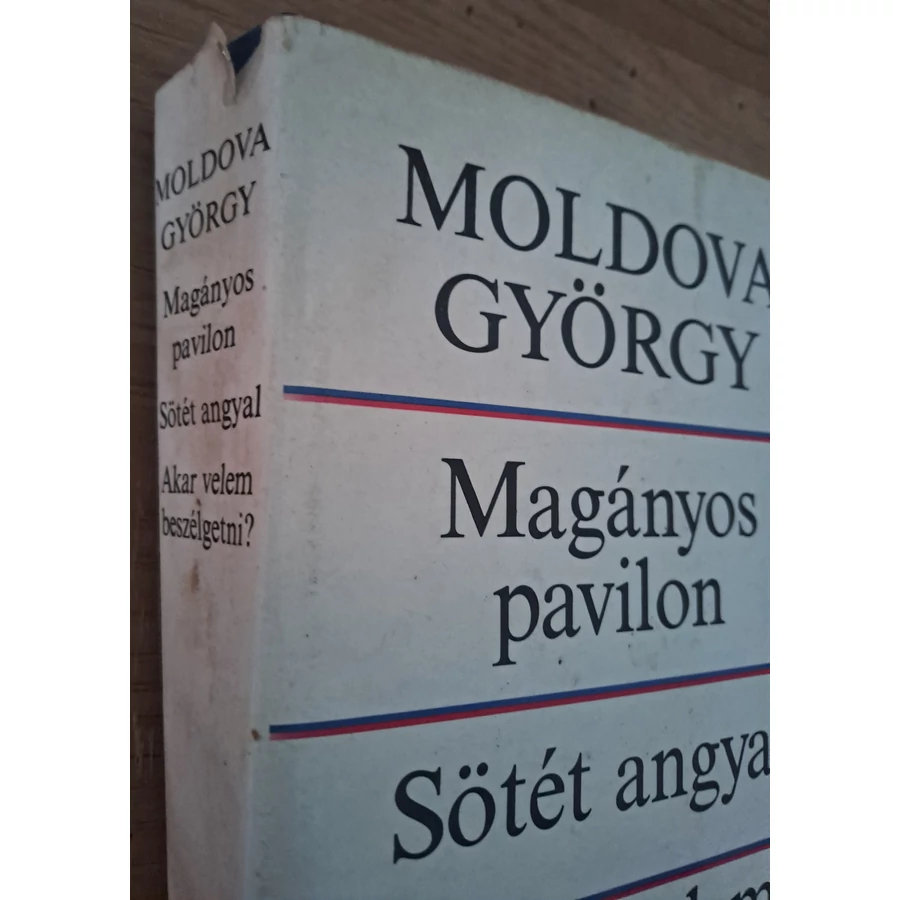 MOLDOVA
GYÖRGY
Magányos
pavilon
Sötét angyal
Akar velem
beszélgetni?
MOLDOVA
GYÖRGY
Magányos
pavilon
Sötét angya